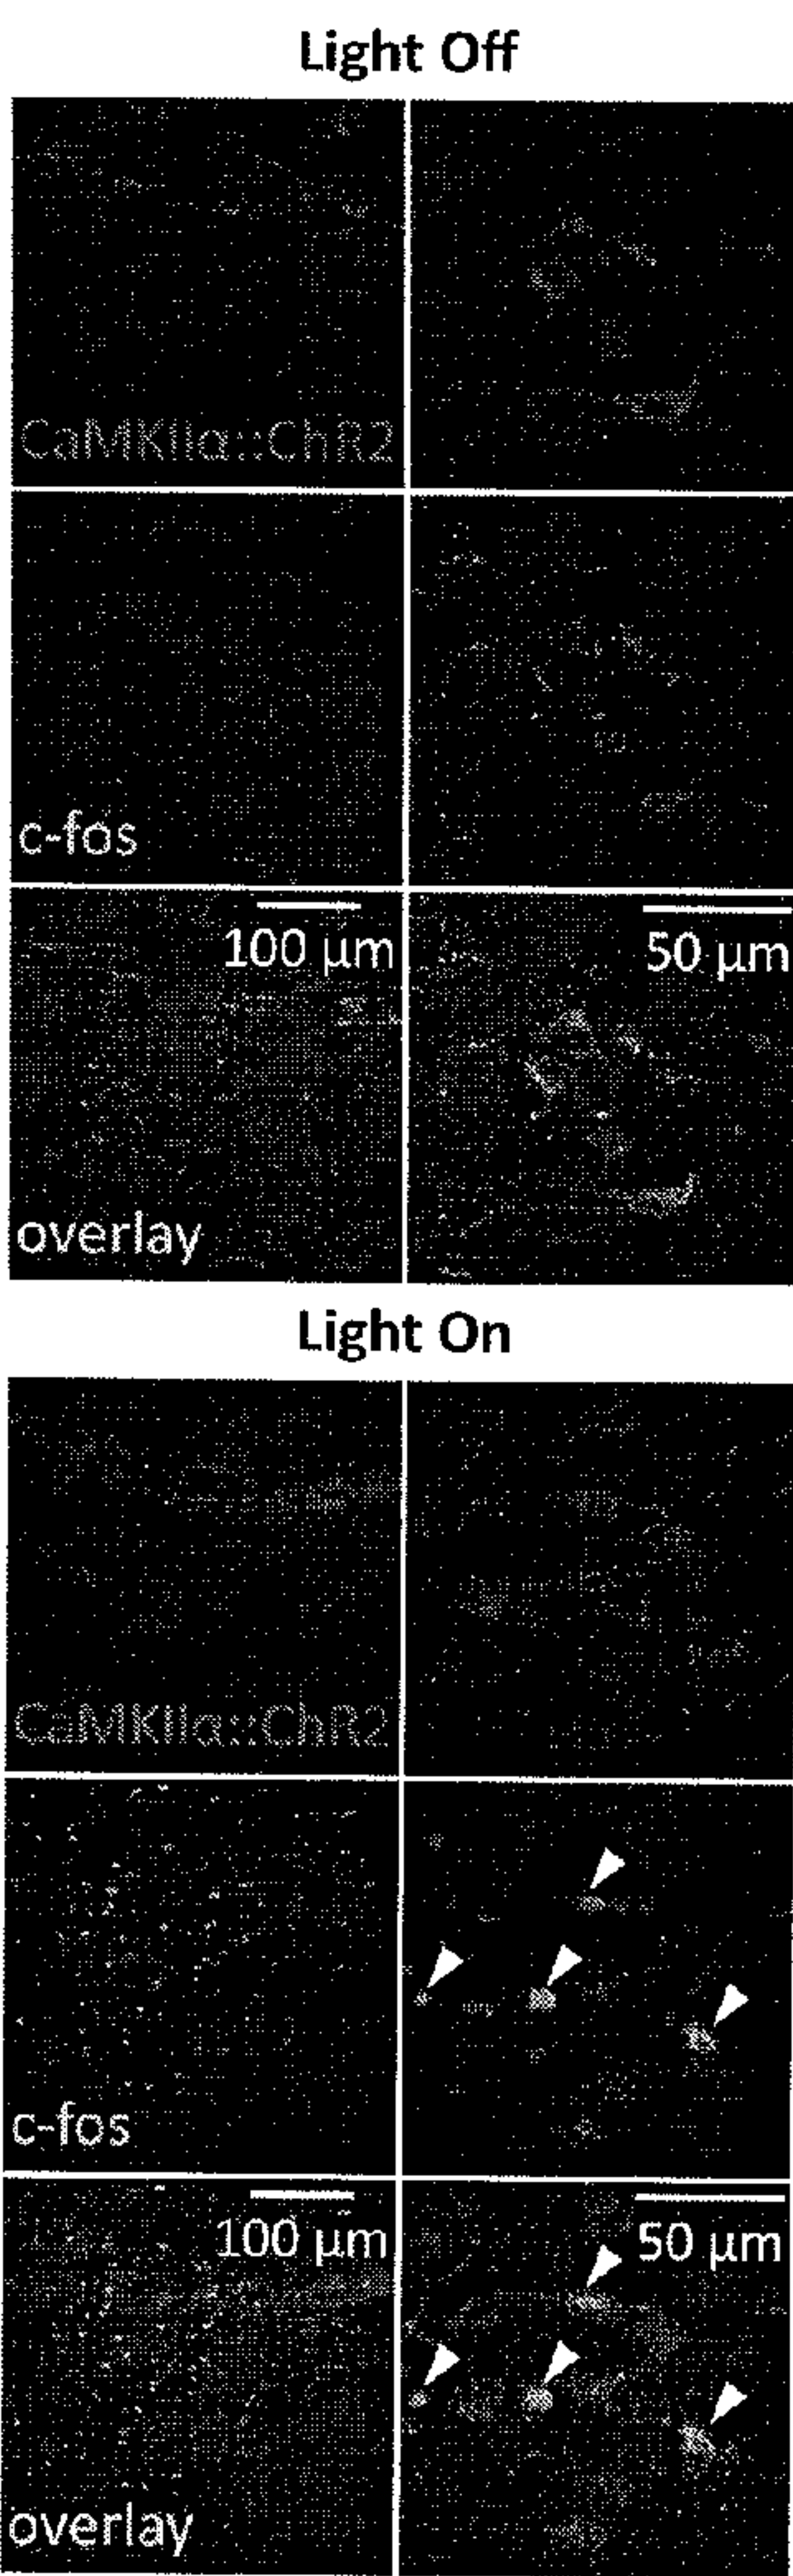 Light Off
CaMKIIα::ChR2
c-fos
100 μm
50 μm
overlay
Light On
CaMKIIα::ChR2
c-fos
100 μm
50 μm
overlay